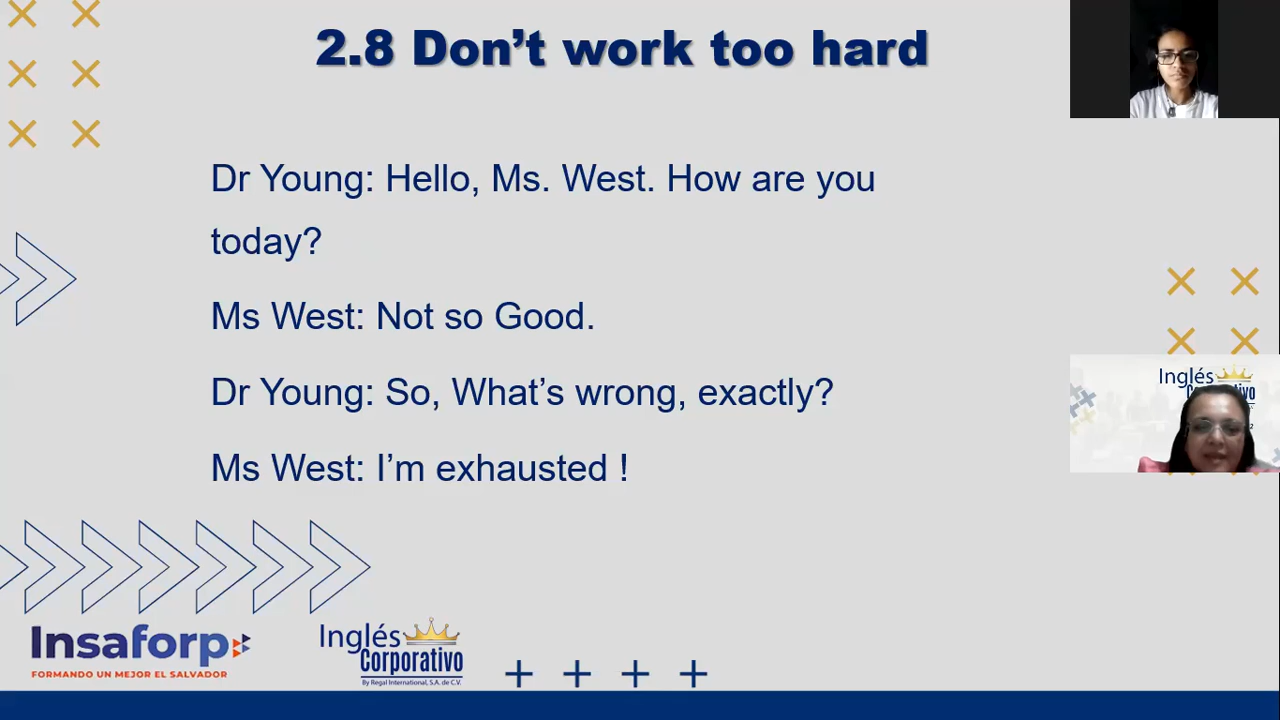 2.8 Don’t work too hard
Dr Young: Hello, Ms. West. How are you
today?
Ms West: Not so Good.
Dr Young: So, What’s wrong, exactly?
Ms West: I’m exhausted !
Inglés
Insaforp
FORMANDO UN MEJOR EL SALVADOR
Inglés
Corporativo
By Regal International, S.A. de C.V.